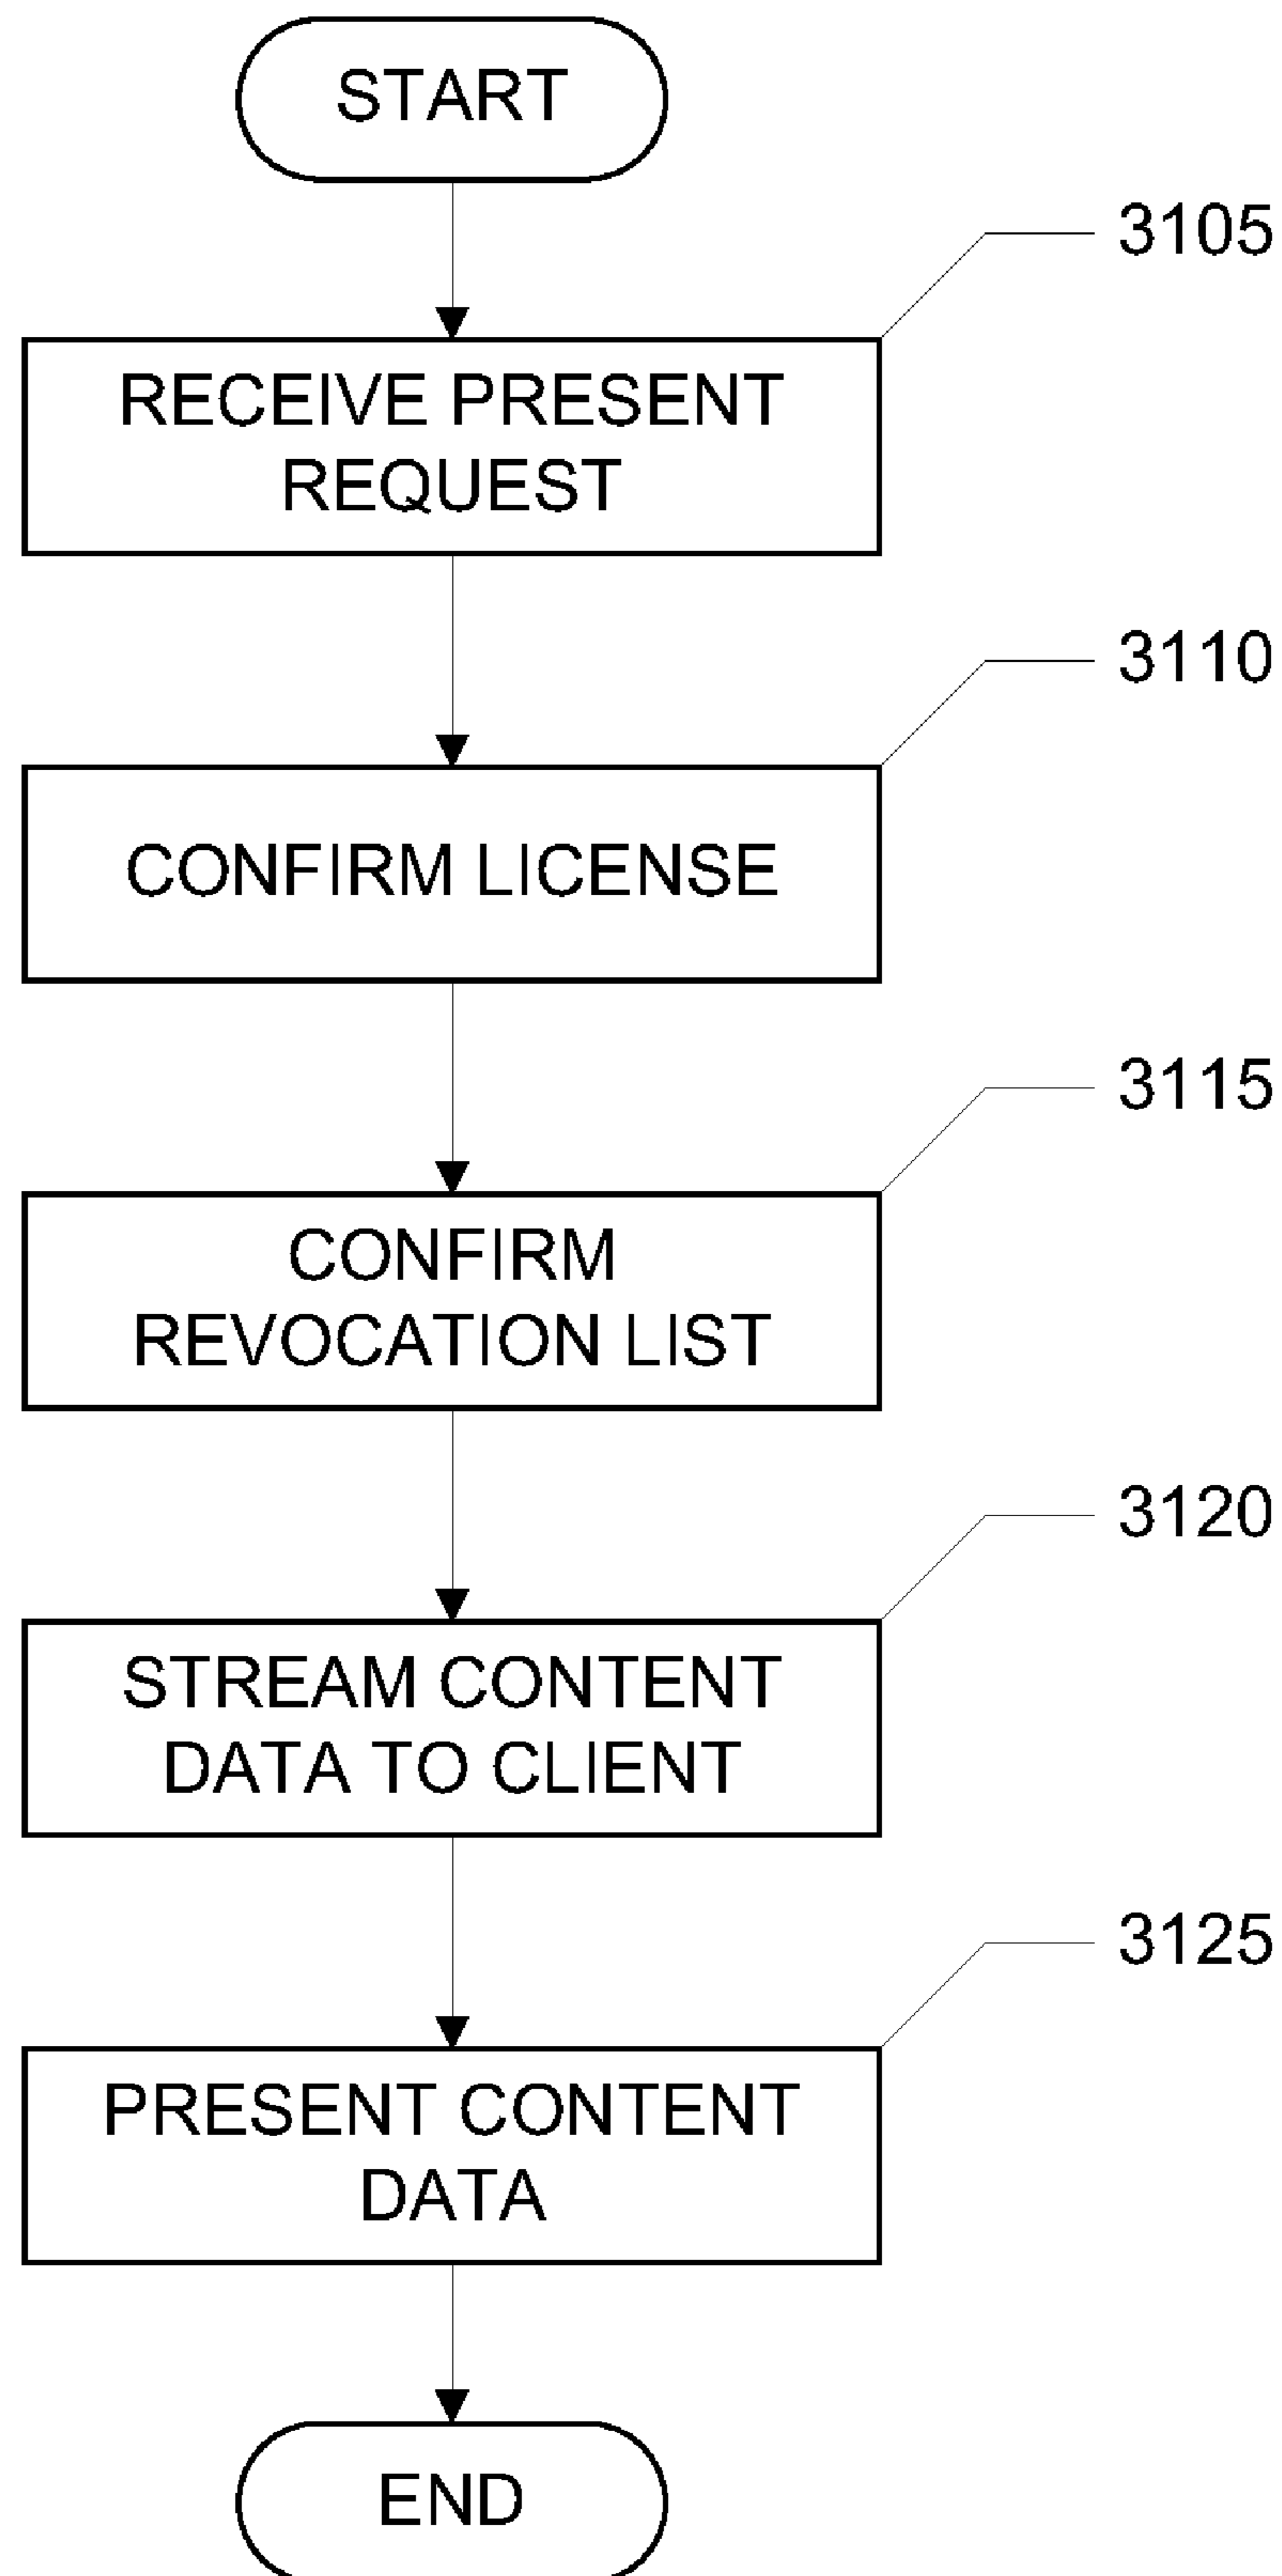 START
3105
RECEIVE PRESENT
REQUEST
3110
CONFIRM LICENSE
3115
CONFIRM
REVOCATION LIST
3120
STREAM CONTENT
DATA TO CLIENT
3125
PRESENT CONTENT
DATA
END